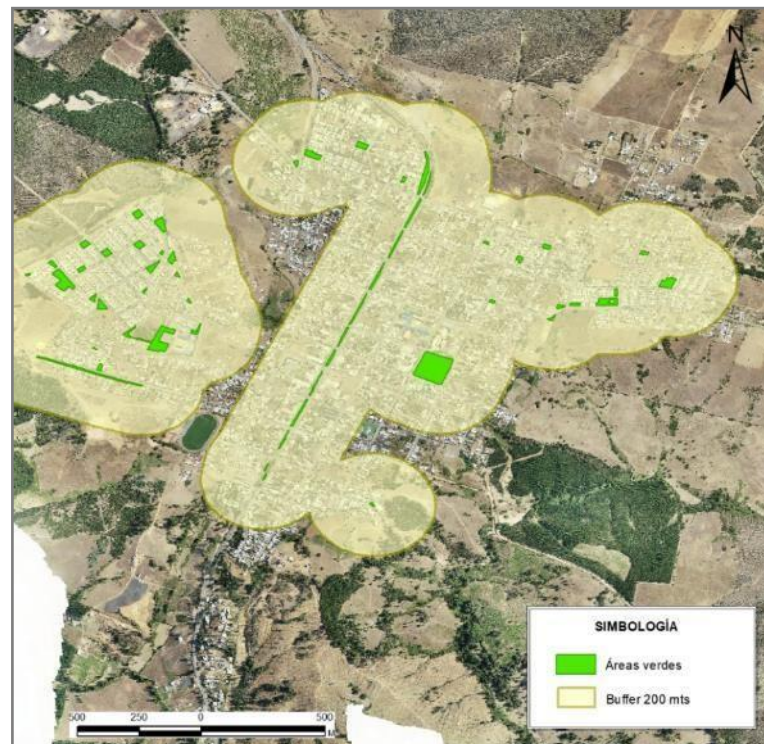 N
SIMBOLOGÍA
Áreas verdes
Buffer 200 mts
500 250 0 500
M